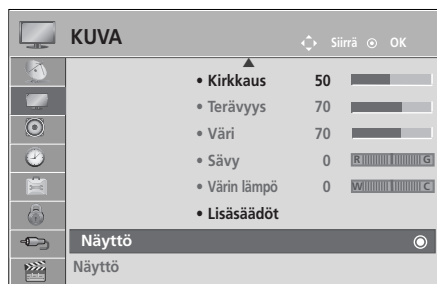 KUVA
Siirrä OK
• Kirkkaus 50
• Terävyys 70
• Väri 70
• Sävy 0 R G
• Värin lämpö 0 W C
• Lisäsäädöt
Näyttö
Näyttö